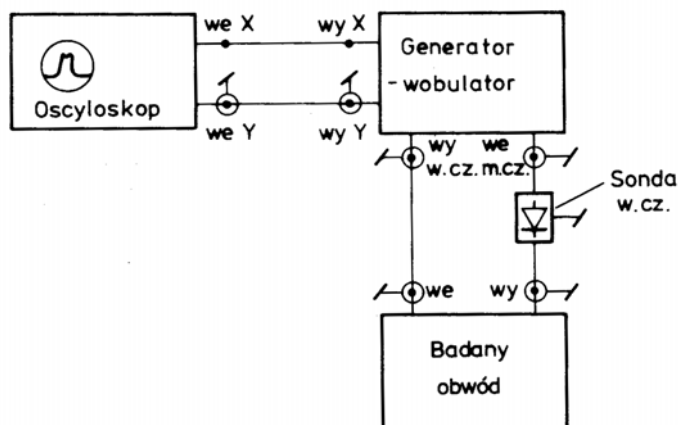 we X
wy X
Generator
-wobulator
Oscyloskop
we Y
wy Y
wy
w.cz.
we
m.cz.
Sonda
w.cz.
we
wy
Badany
obwód